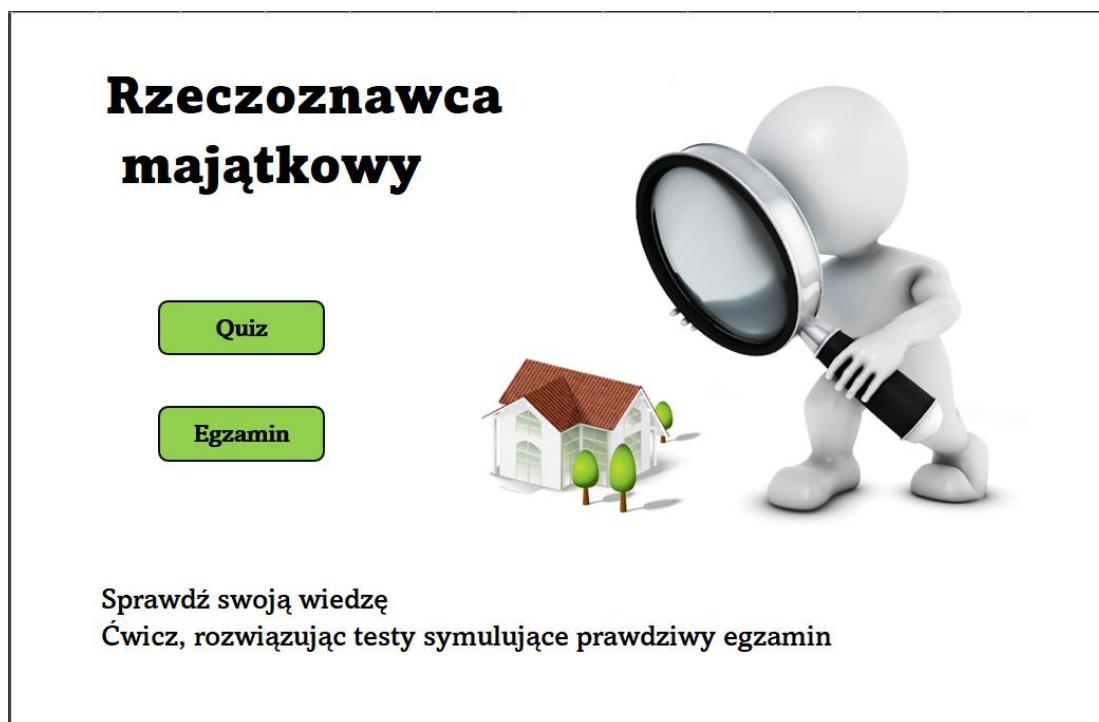 Rzeczoznawca
majątkowy
Quiz
Egzamin
Sprawdź swoją wiedzę
Ćwicz, rozwiązując testy symulujące prawdziwy egzamin